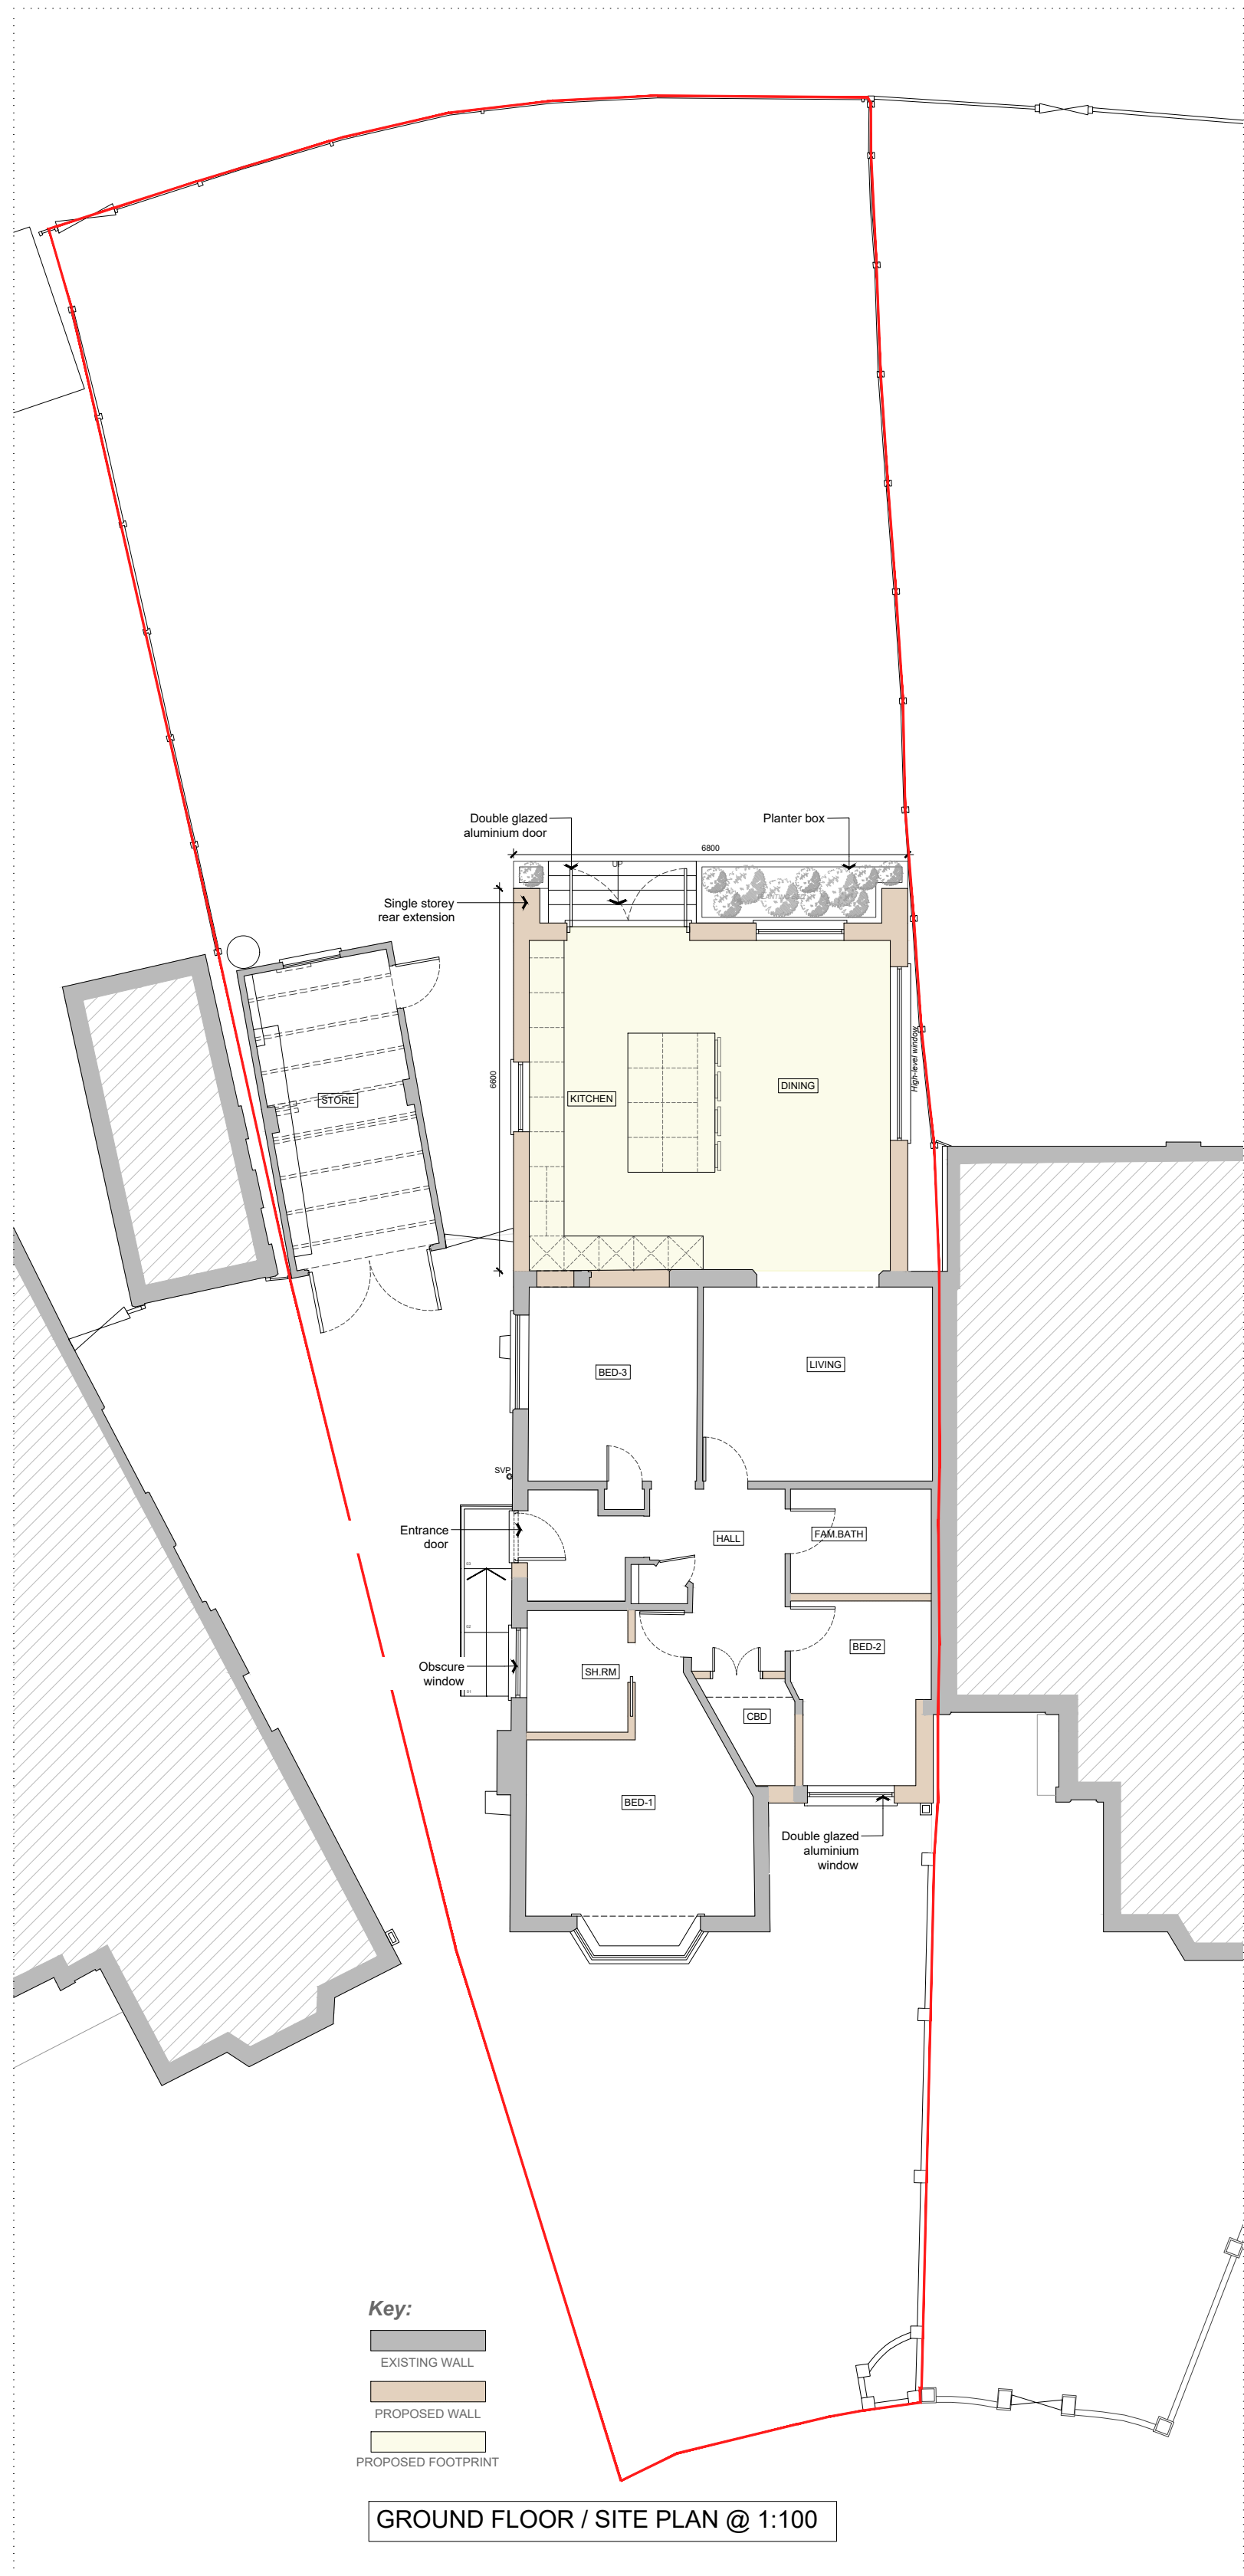 Double glazed
aluminium door
Planter box
6800
UP
Single storey
rear extension
High-level window
6600
KITCHEN
DINING
STORE
BED-3
LIVING
SVP
Entrance
door
HALL
FAM.BATH
BED-2
Obscure
window
SH.RM
CBD
BED-1
Double glazed
aluminium
window
Key:
EXISTING WALL
PROPOSED WALL
PROPOSED FOOTPRINT
GROUND FLOOR / SITE PLAN @ 1:100